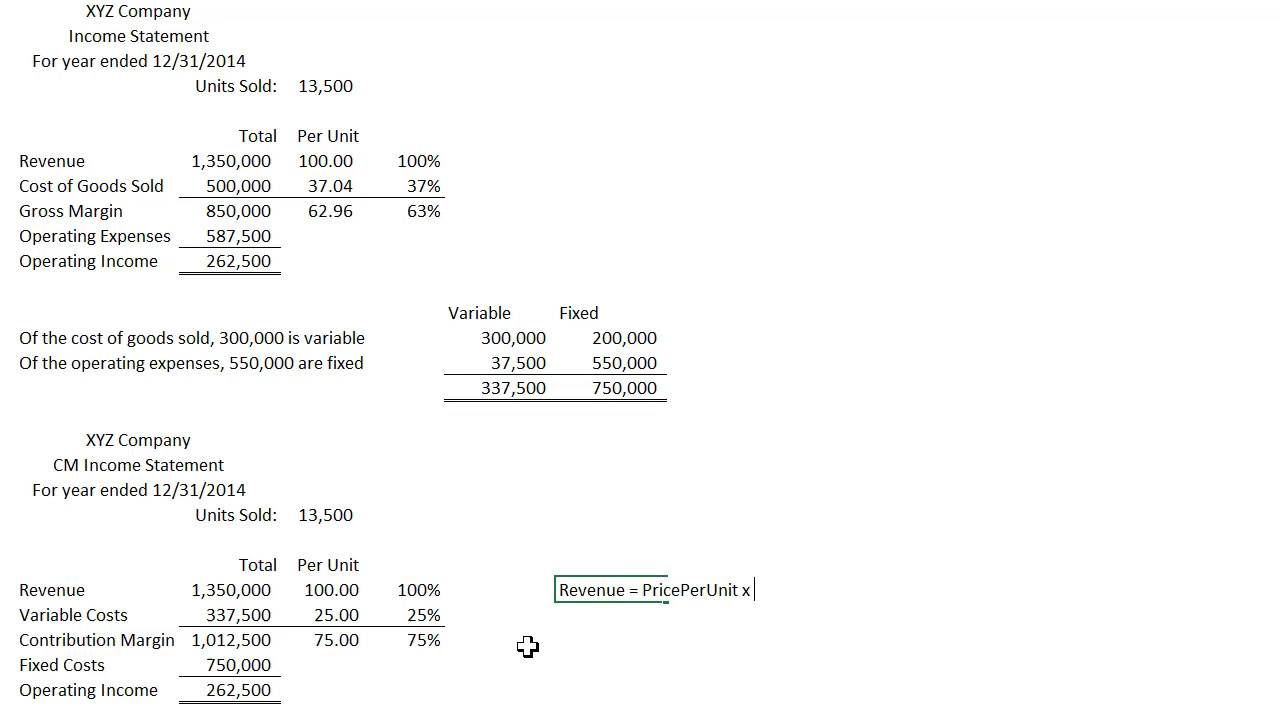 XYZ Company
Income Statement
For year ended 12/31/2014
Units Sold: 13,500
Total Per Unit
Revenue 1,350,000 100.00 100%
Cost of Goods Sold 500,000 37.04 37%
Gross Margin 850,000 62.96 63%
Operating Expenses 587,500
Operating Income 262,500
Variable Fixed
Of the cost of goods sold, 300,000 is variable 300,000 200,000
Of the operating expenses, 550,000 are fixed 37,500 550,000
337,500 750,000
XYZ Company
CM Income Statement
For year ended 12/31/2014
Units Sold: 13,500
Total Per Unit
Revenue 1,350,000 100.00 100% Revenue = PricePerUnit x
Variable Costs 337,500 25.00 25%
Contribution Margin 1,012,500 75.00 75%
Fixed Costs 750,000
Operating Income 262,500